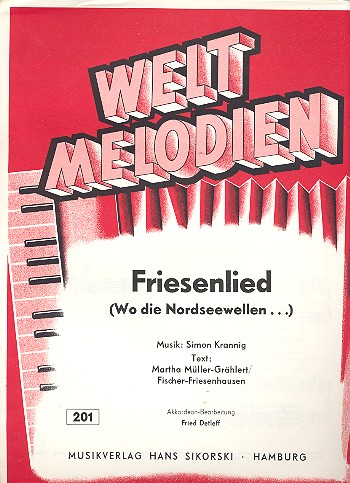 WELT
MELODIEN
Friesenlied
(Wo die Nordseewellen ...)
Musik: Simon Krannig
Text:
Martha Müller-Grählert/
Fischer-Friesenhausen
201
Akkordeon-Bearbeitung
Fried Detleff
MUSIKVERLAG HANS SIKORSKI · HAMBURG